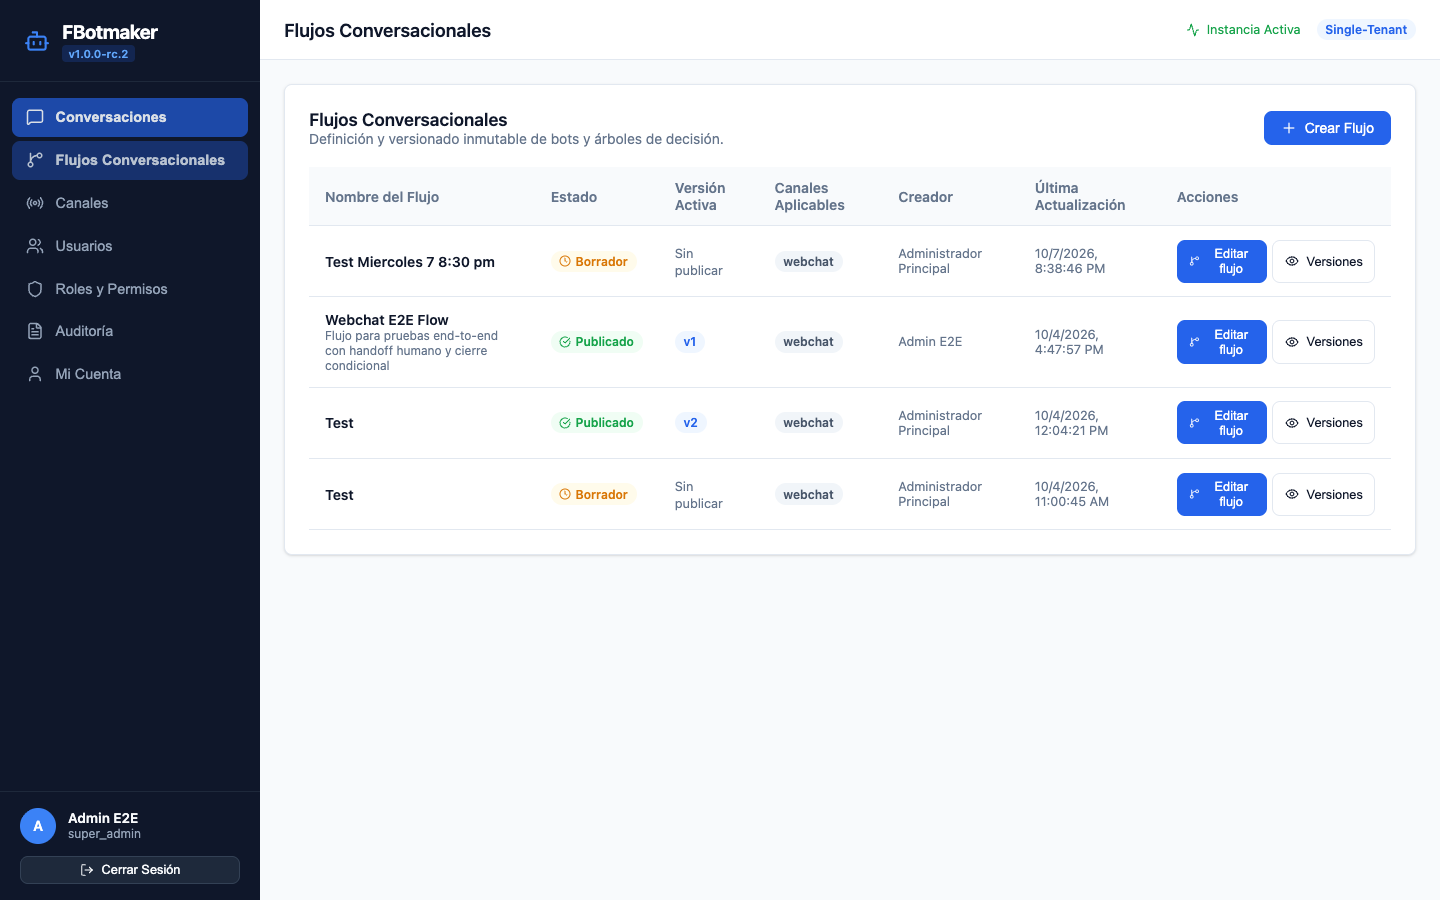 FBotmaker
v1.0.0-rc.2
Conversaciones
Flujos Conversacionales
Canales
Usuarios
Roles y Permisos
Auditoría
Mi Cuenta
A
Admin E2E
super_admin
Cerrar Sesión
Flujos Conversacionales
Instancia Activa
Single-Tenant
Flujos Conversacionales
Definición y versionado inmutable de bots y árboles de decisión.
Crear Flujo
Nombre del Flujo
Estado
Versión
Activa
Canales
Aplicables
Creador
Última
Actualización
Acciones
Test Miercoles 7 8:30 pm
Borrador
Sin
publicar
webchat
Administrador
Principal
10/7/2026,
8:38:46 PM
Editar
flujo
Versiones
Webchat E2E Flow
Flujo para pruebas end-to-end
con handoff humano y cierre
condicional
Publicado
v1
webchat
Admin E2E
10/4/2026,
4:47:57 PM
Editar
flujo
Versiones
Test
Publicado
v2
webchat
Administrador
Principal
10/4/2026,
12:04:21 PM
Editar
flujo
Versiones
Test
Borrador
Sin
publicar
webchat
Administrador
Principal
10/4/2026,
11:00:45 AM
Editar
flujo
Versiones